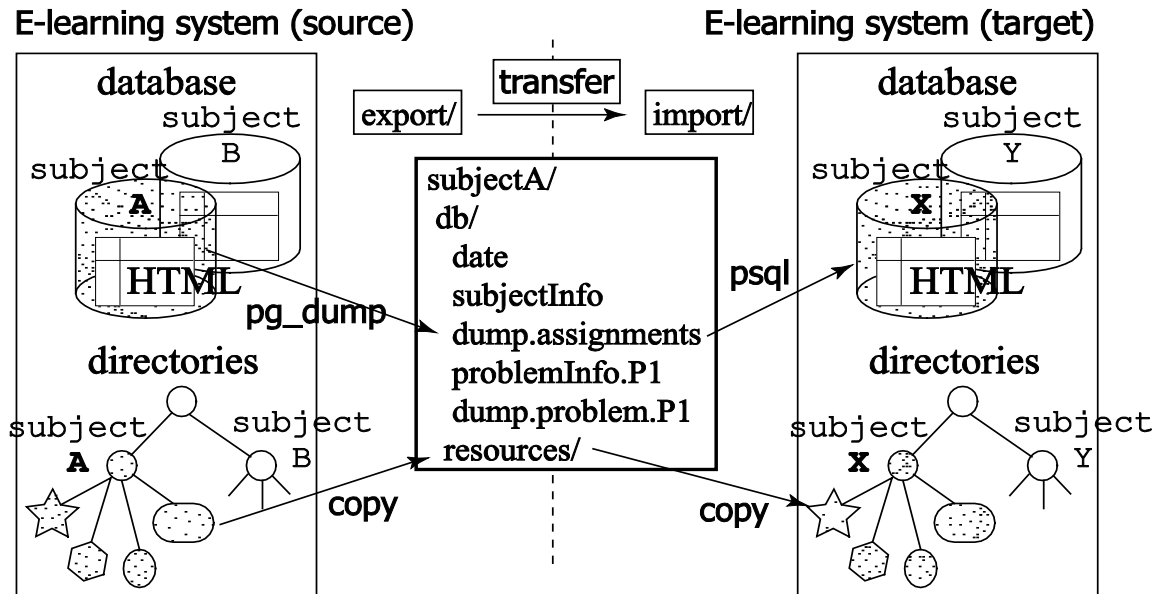 E-learning system (source)
E-learning system (target)
database
subject
B
subject
A
HTML
pg_dump
directories
subject
A
subject
B
copy
transfer
export/
import/
subjectA/
db/
date
subjectInfo
dump.assignments
problemInfo.P1
dump.problem.P1
resources/
psql
copy
database
subject
Y
subject
X
HTML
directories
subject
X
subject
Y